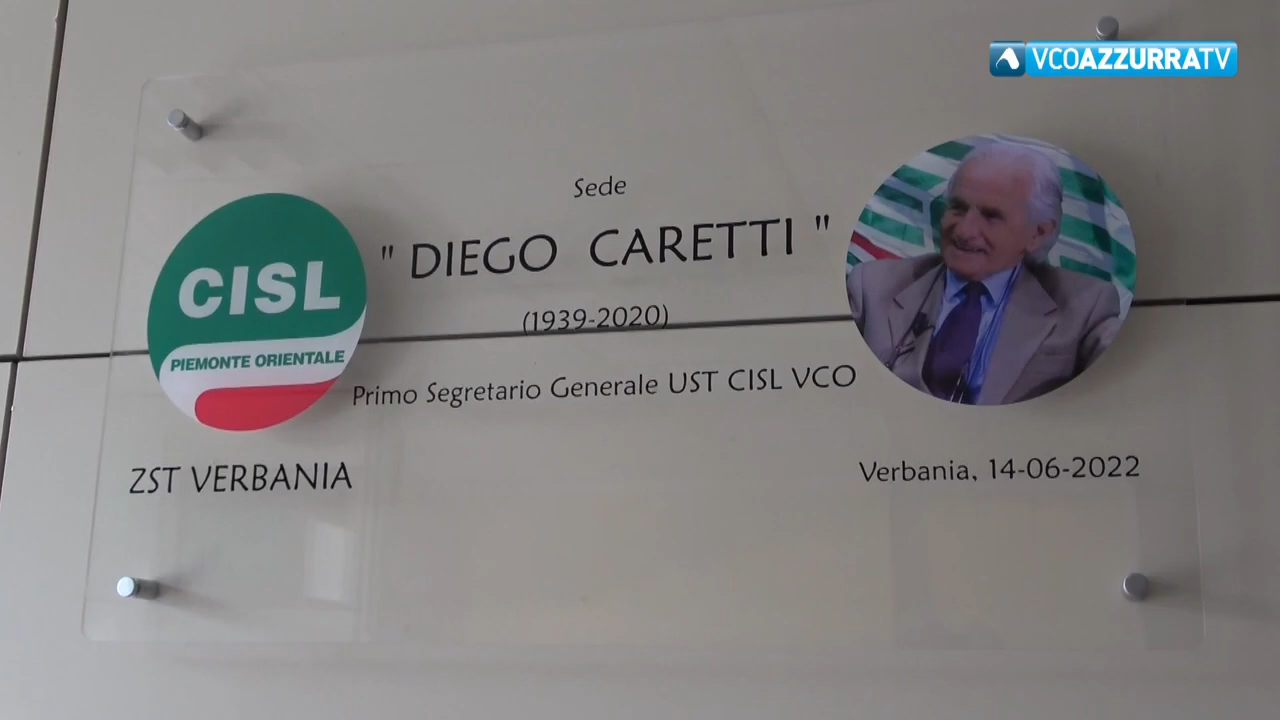 VCOAZZURRATV
Sede
" DIEGO CARETTI "
(1939-2020)
Primo Segretario Generale UST CISL VCO
CISL
PIEMONTE ORIENTALE
ZST VERBANIA
Verbania, 14-06-2022